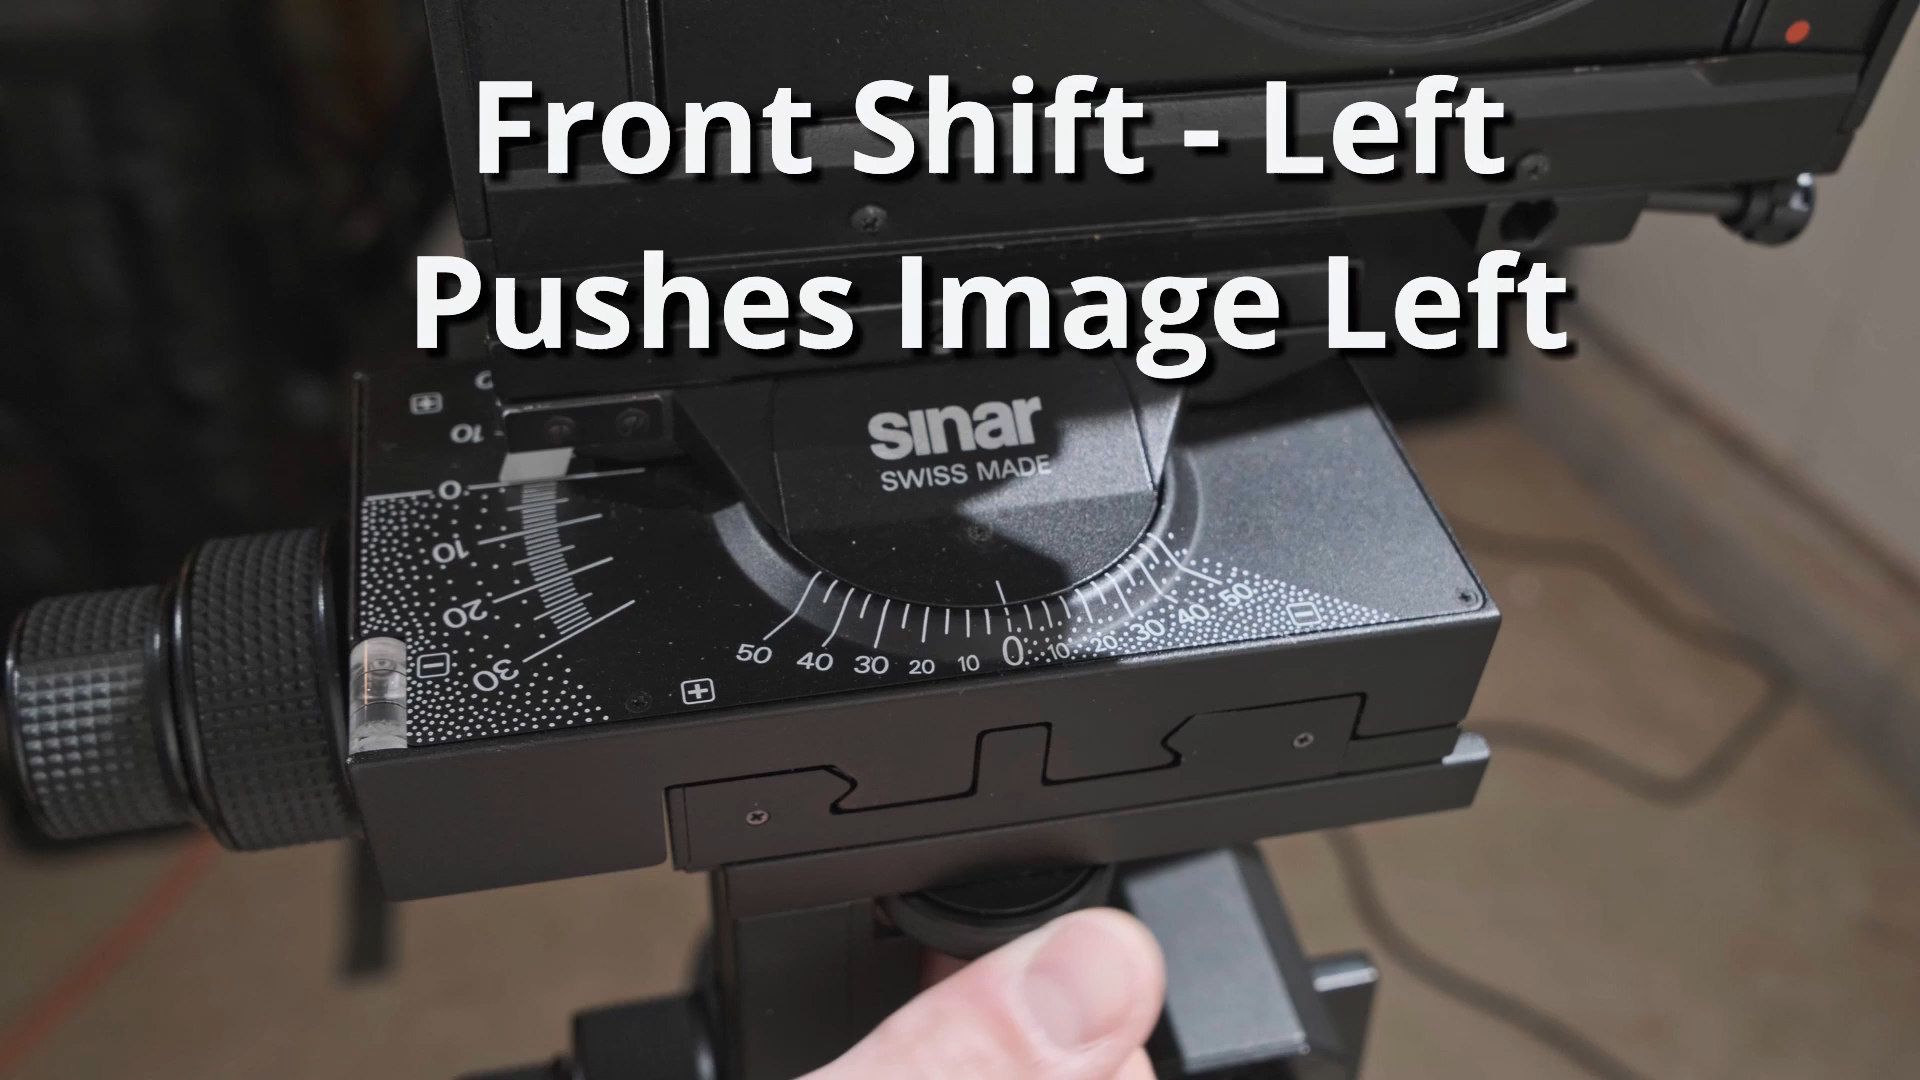 Front Shift - Left
Pushes Image Left
sınar
SWISS MADE
10
0
10
20
30
50 40 30 20 10 0 10 20 30 40 50